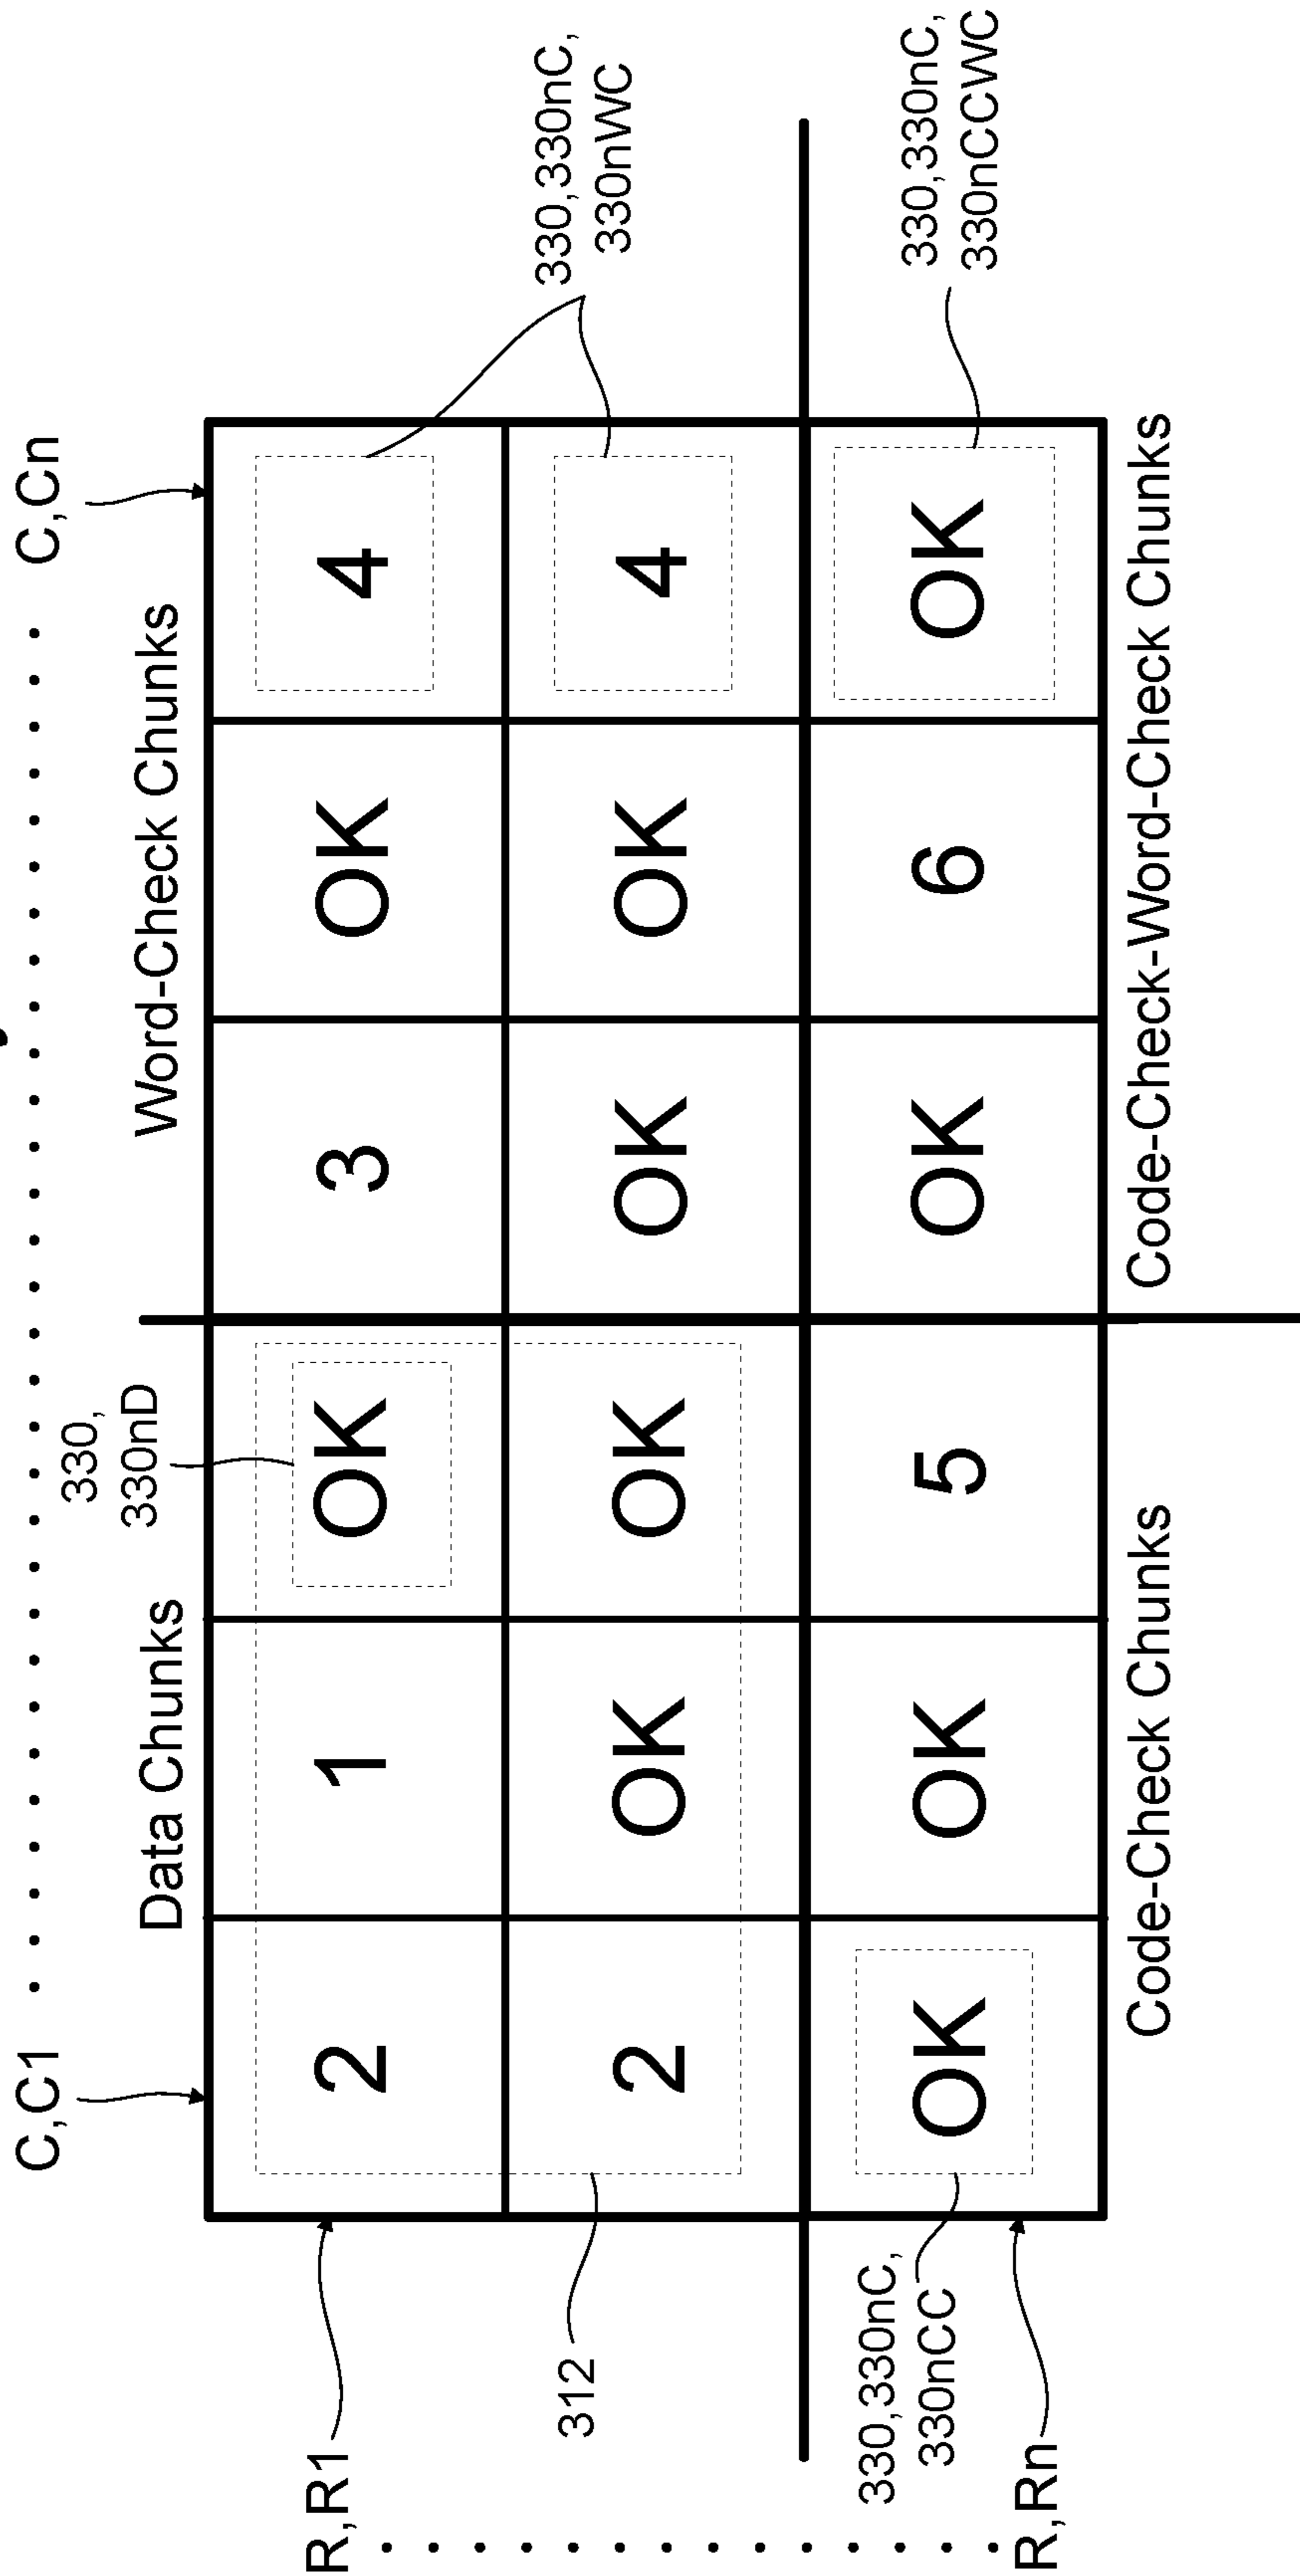 C,C1 . . . . . . . . . . . . . . . . . . . . . . . . . . . . . . C,Cn
330,
330nD
Data Chunks
Word-Check Chunks
R,R1
2 1 OK 3 OK 4
330,330nC,
330nWC
312
2 OK OK OK OK 4
330,330nC,
330nCC
OK OK 5 OK 6 OK
330,330nC,
330nCCWC
R,Rn
Code-Check Chunks
Code-Check-Word-Check Chunks